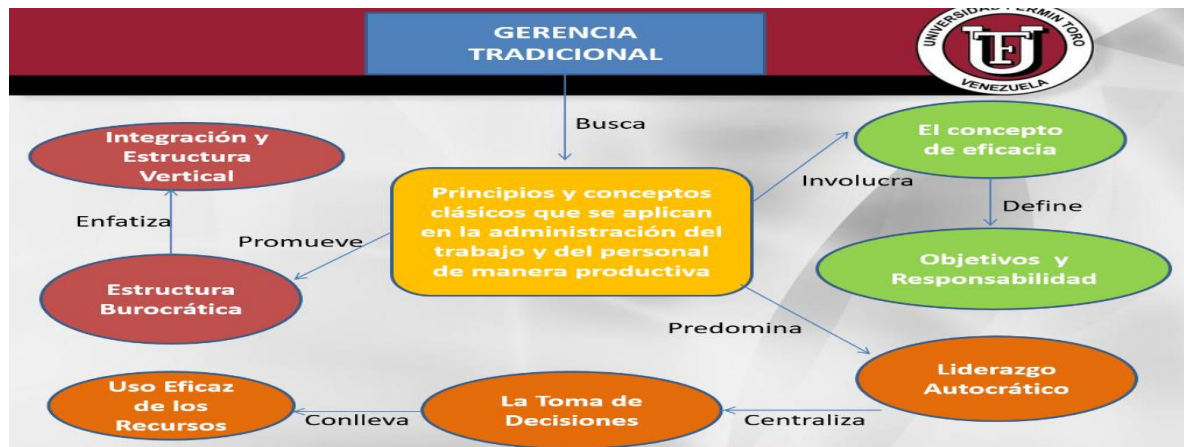 GERENCIA
TRADICIONAL
UNIVERSIDAD FERMIN TORO
UFT
VENEZUELA
Busca
Integración y
Estructura
Vertical
El concepto
de eficacia
Involucra
Principios y conceptos
clásicos que se aplican
en la administración del
trabajo y del personal
de manera productiva
Enfatiza
Promueve
Define
Estructura
Burocrática
Objetivos y
Responsabilidad
Predomina
Liderazgo
Autocrático
Centraliza
La Toma de
Decisiones
Conlleva
Uso Eficaz
de los
Recursos